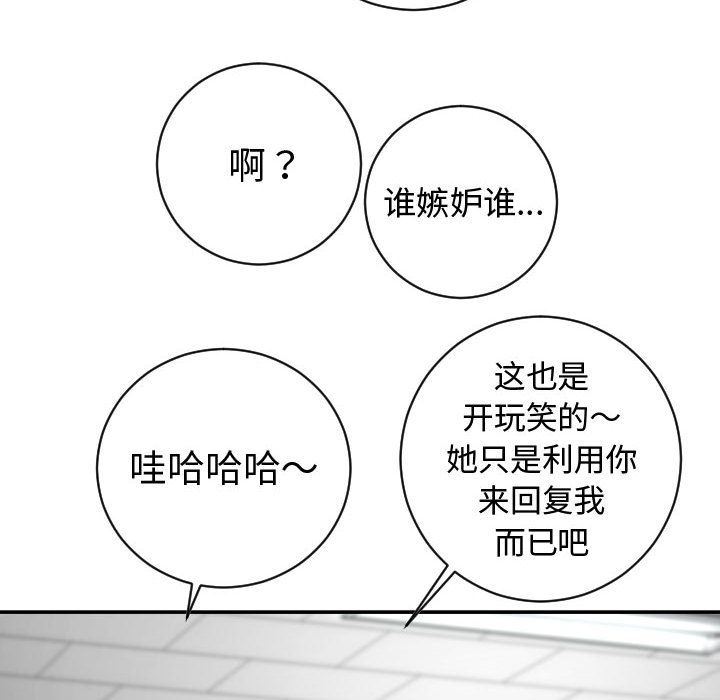 啊？
谁嫉妒谁...
哇哈哈哈～
这也是
开玩笑的～
她只是利用你
来回复我
而已吧